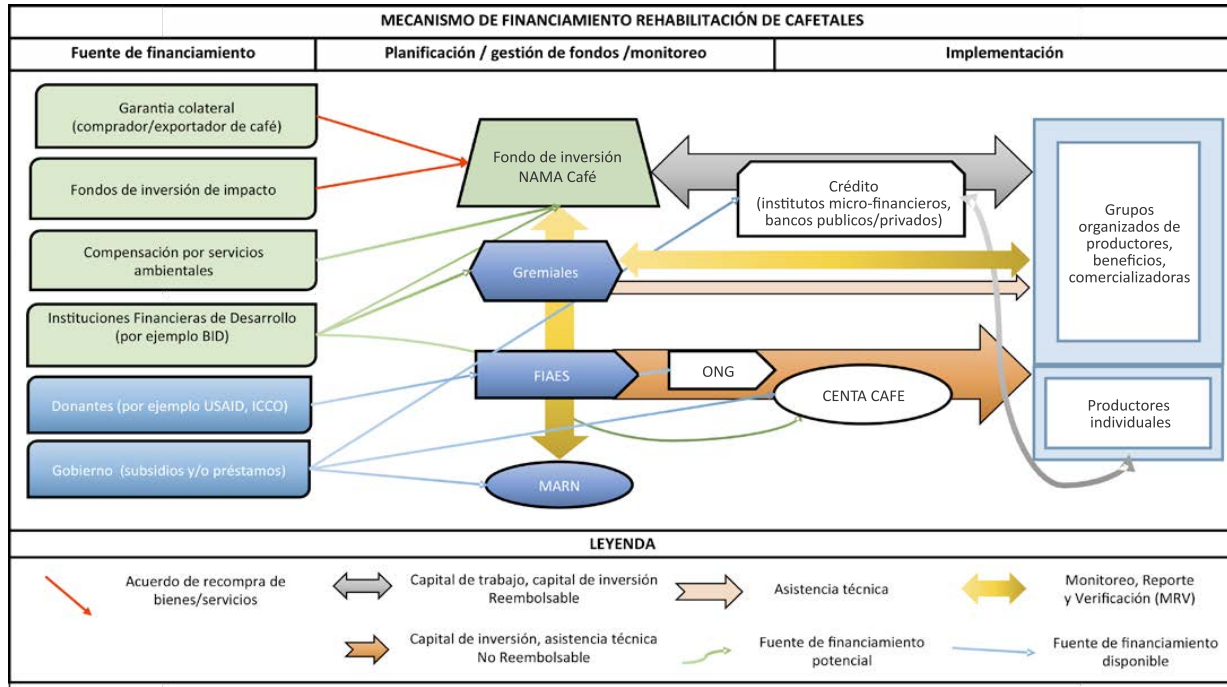 MECANISMO DE FINANCIAMIENTO REHABILITACIÓN DE CAFETALES
Fuente de financiamiento
Planificación / gestión de fondos /monitoreo
Implementación
Garantia colateral
(comprador/exportador de café)
Fondos de inversión de impacto
Compensación por servicios
ambientales
Instituciones Financieras de Desarrollo
(por ejemplo BID)
Donantes (por ejemplo USAID, ICCO)
Gobierno (subsidios y/o préstamos)
Fondo de inversión
NAMA Café
Gremiales
FIAES
MARN
Crédito
(institutos micro-financieros,
bancos publicos/privados)
ONG
CENTA CAFE
Grupos
organizados de
productores,
beneficios,
comercializadoras
Productores
individuales
LEYENDA
Acuerdo de recompra de
bienes/servicios
Capital de trabajo, capital de inversión
Reembolsable
Asistencia técnica
Monitoreo, Reporte
y Verificación (MRV)
Capital de inversión, asistencia técnica
No Reembolsable
Fuente de financiamiento
potencial
Fuente de financiamiento
disponible